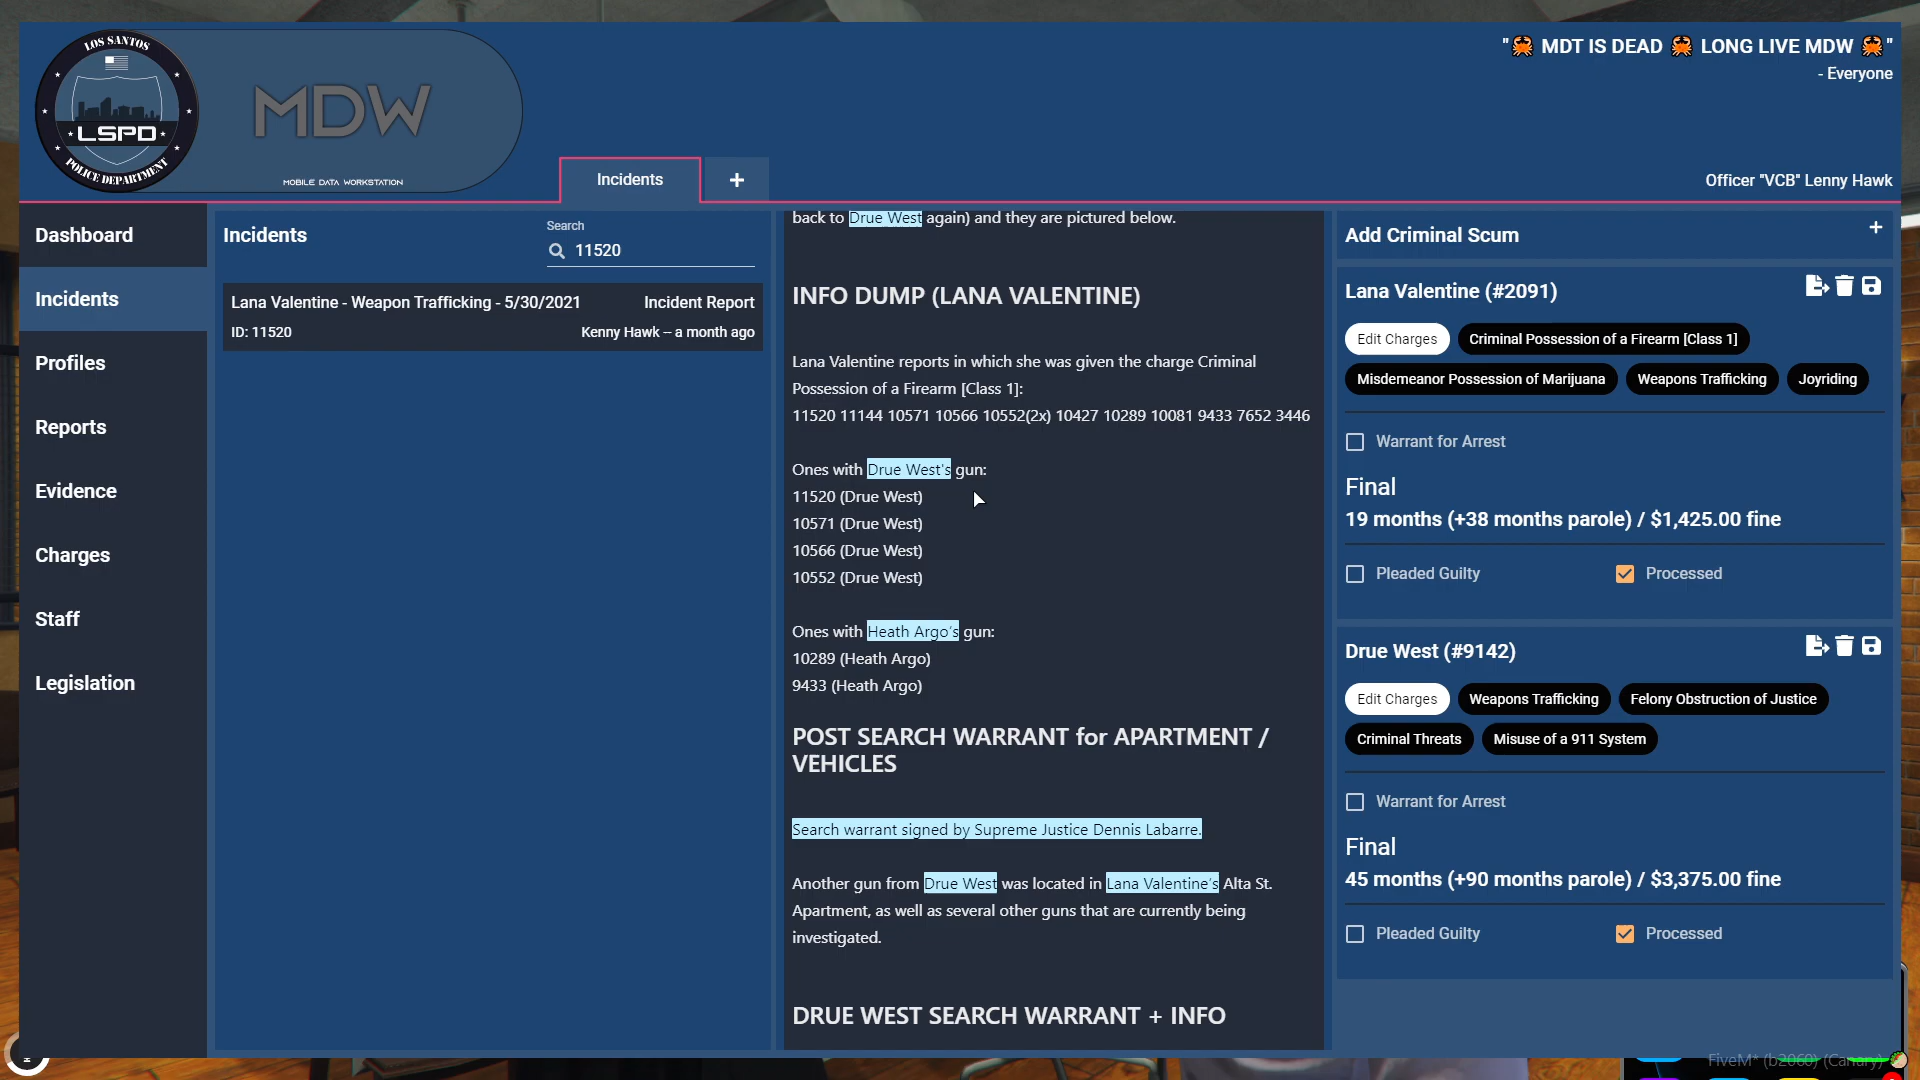 LOS SANTOS
LSPD
POLICE DEPARTMENT
MDW
MOBILE DATA WORKSTATION
"🦀 MDT IS DEAD 🦀 LONG LIVE MDW 🦀"
- Everyone
Incidents
+
Officer "VCB" Lenny Hawk
Dashboard
Incidents
Profiles
Reports
Evidence
Charges
Staff
Legislation
Incidents
Search
11520
Lana Valentine - Weapon Trafficking - 5/30/2021
Incident Report
ID: 11520
Kenny Hawk – a month ago
back to Drue West again) and they are pictured below.
INFO DUMP (LANA VALENTINE)
Lana Valentine reports in which she was given the charge Criminal
Possession of a Firearm [Class 1]:
11520 11144 10571 10566 10552(2x) 10427 10289 10081 9433 7652 3446
Ones with Drue West's gun:
11520 (Drue West)
10571 (Drue West)
10566 (Drue West)
10552 (Drue West)
Ones with Heath Argo's gun:
10289 (Heath Argo)
9433 (Heath Argo)
POST SEARCH WARRANT for APARTMENT /
VEHICLES
Search warrant signed by Supreme Justice Dennis Labarre.
Another gun from Drue West was located in Lana Valentine's Alta St.
Apartment, as well as several other guns that are currently being
investigated.
DRUE WEST SEARCH WARRANT + INFO
Add Criminal Scum
+
Lana Valentine (#2091)
Edit Charges
Criminal Possession of a Firearm [Class 1]
Misdemeanor Possession of Marijuana
Weapons Trafficking
Joyriding
Warrant for Arrest
Final
19 months (+38 months parole) / $1,425.00 fine
Pleaded Guilty
Processed
Drue West (#9142)
Edit Charges
Weapons Trafficking
Felony Obstruction of Justice
Criminal Threats
Misuse of a 911 System
Warrant for Arrest
Final
45 months (+90 months parole) / $3,375.00 fine
Pleaded Guilty
Processed
FiveM* (b2060) (Canary)